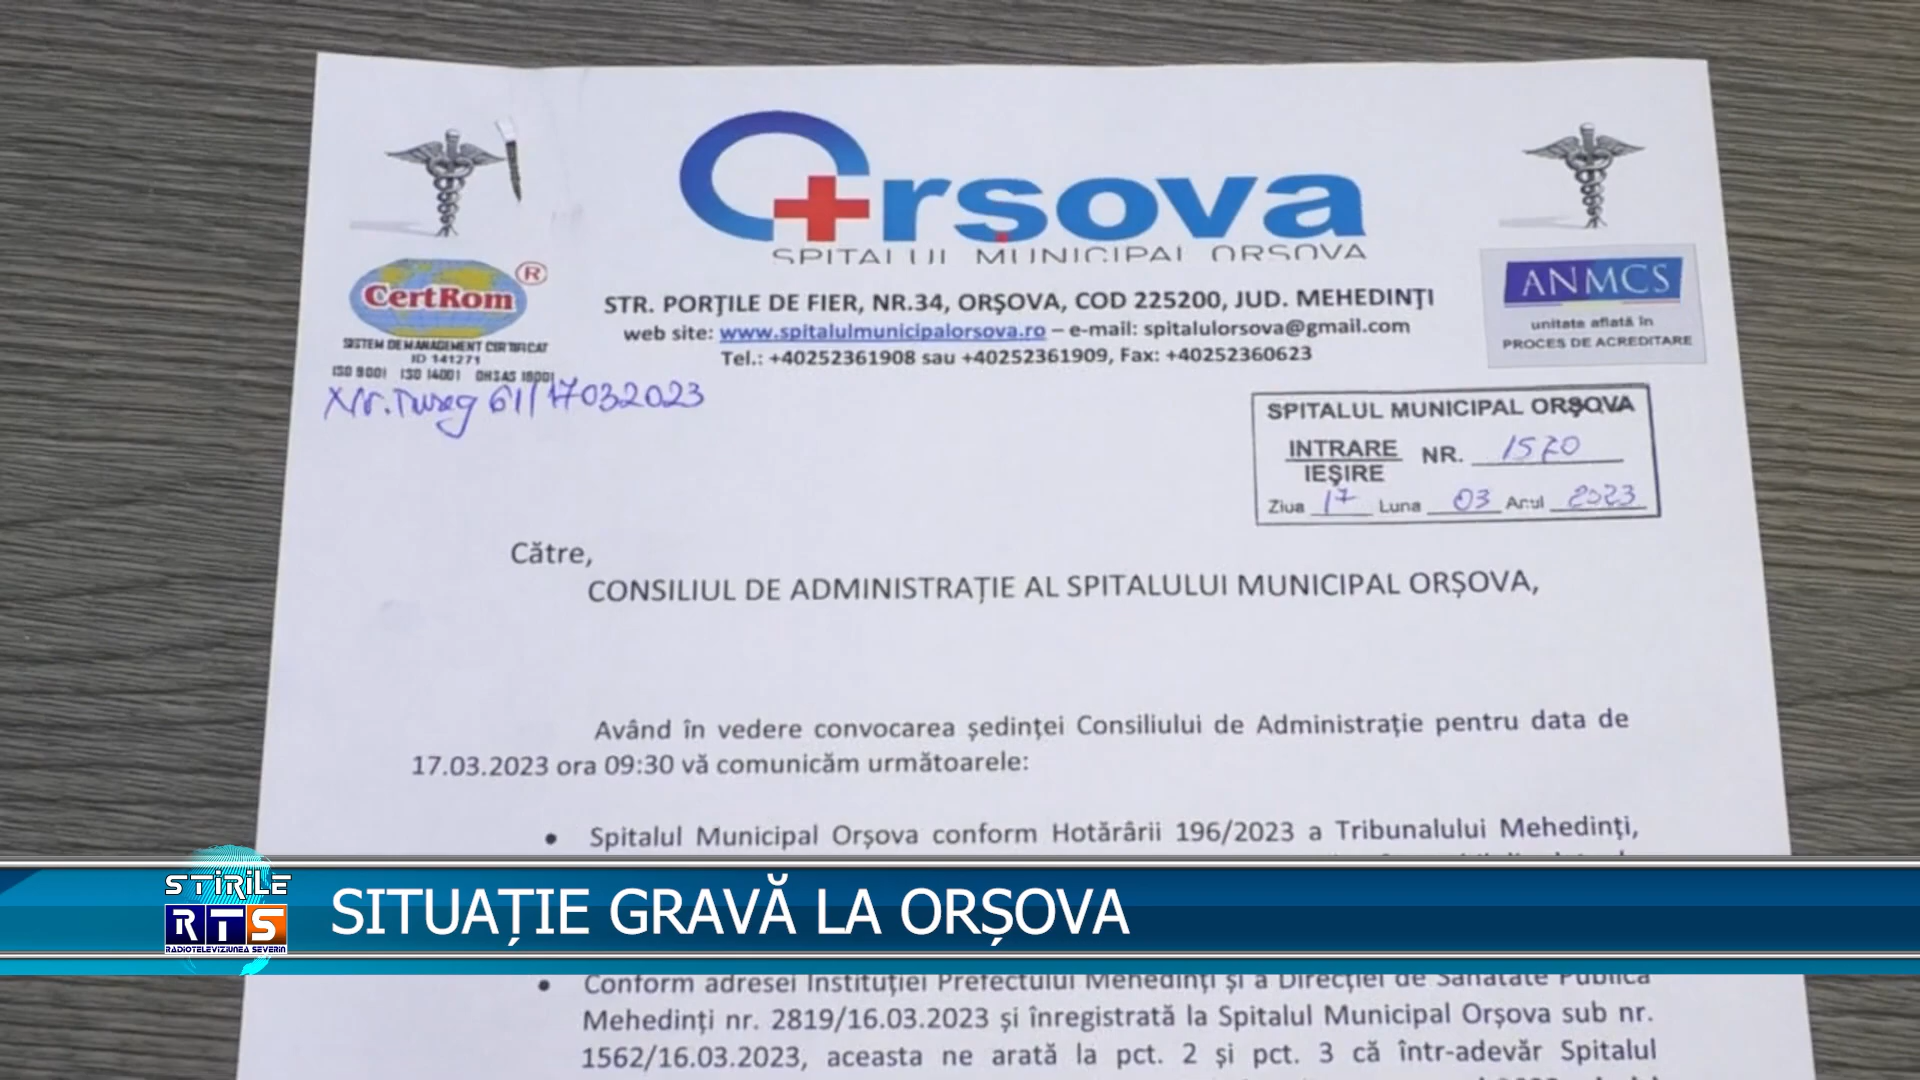 Orșova
SPITALUL MUNICIPAL ORȘOVA
CertRom ®
SISTEM DE MANAGEMENT CERTIFICAT
ID 141271
ISO 9001 ISO 14001 OHSAS 18001
STR. PORȚILE DE FIER, NR.34, ORȘOVA, COD 225200, JUD. MEHEDINȚI
web site: www.spitalulmunicipalorsova.ro – e-mail: spitalulorsova@gmail.com
Tel.: +40252361908 sau +40252361909, Fax: +40252360623
ANMCS
unitate aflată în
PROCES DE ACREDITARE
61/17032023
SPITALUL MUNICIPAL ORȘOVA
INTRARE NR. 1570
IEȘIRE
Ziua 17 Luna 03 Anul 2023
Către,
CONSILIUL DE ADMINISTRAȚIE AL SPITALULUI MUNICIPAL ORȘOVA,
Având în vedere convocarea ședinței Consiliului de Administrație pentru data de
17.03.2023 ora 09:30 vă comunicăm următoarele:
• Spitalul Municipal Orșova conform Hotărârii 196/2023 a Tribunalului Mehedinți,
STIRILE
RTS
RADIOTELEVIZIUNEA SEVERIN
SITUAȚIE GRAVĂ LA ORȘOVA
• Conform adresei Instituției Prefectului Mehedinți și a Direcției de Sănătate Publică
Mehedinți nr. 2819/16.03.2023 și înregistrată la Spitalul Municipal Orșova sub nr.
1562/16.03.2023, aceasta ne arată la pct. 2 și pct. 3 că într-adevăr Spitalul